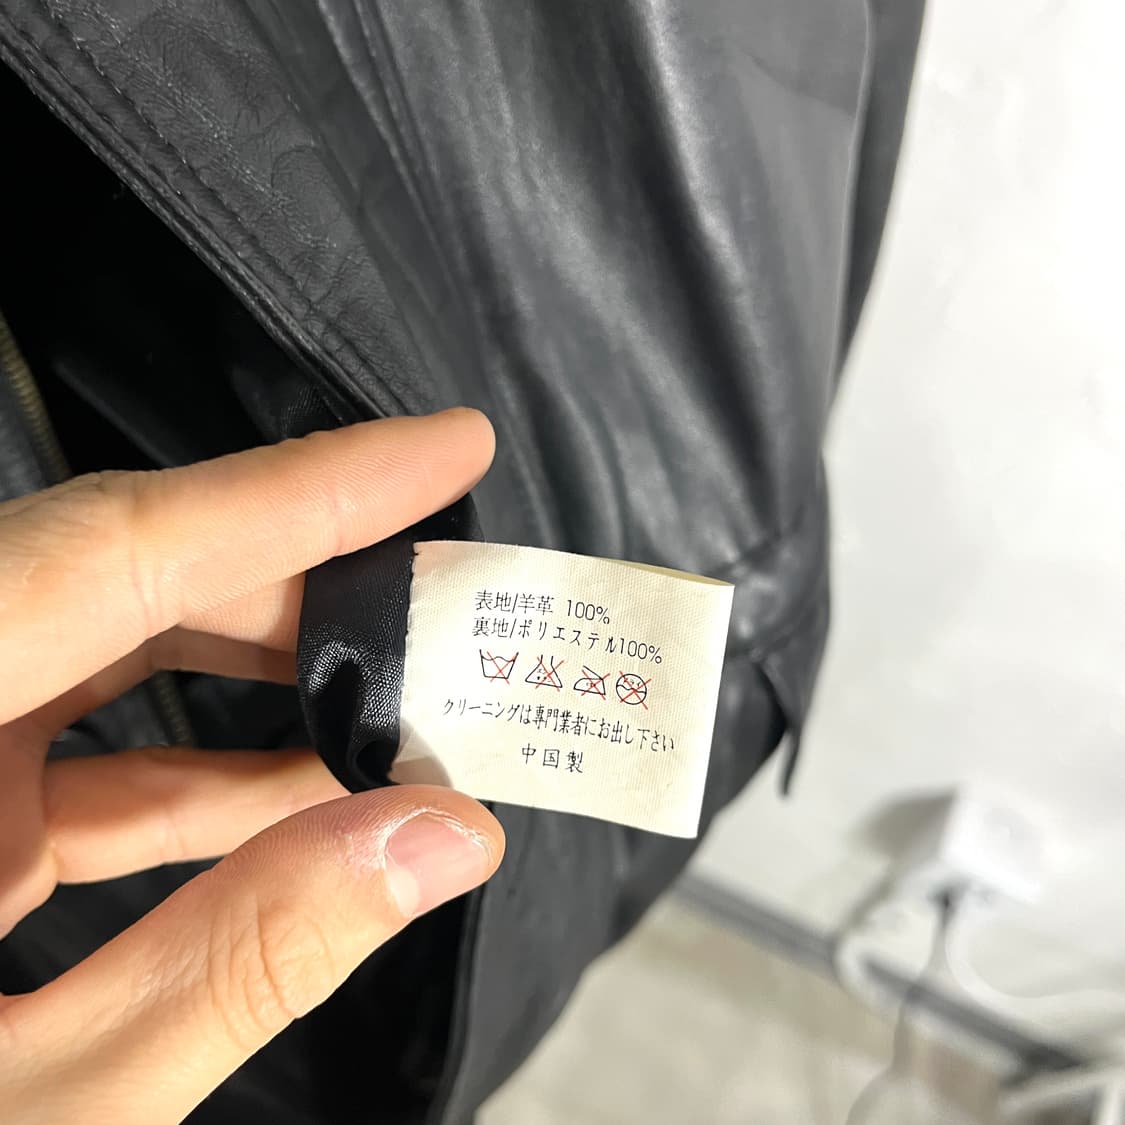 表地/羊革 100%
裏地/ポリエステル100%
クリーニングは専門業者にお出し下さい
中国製